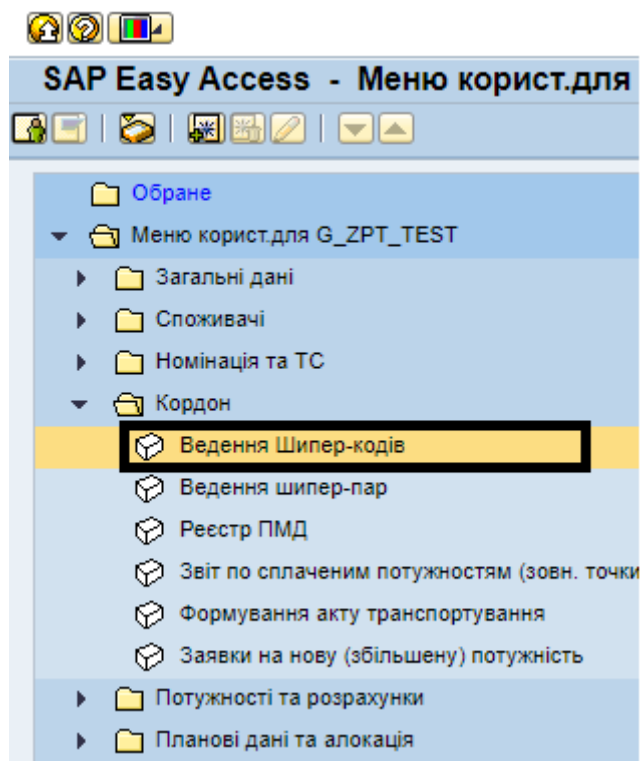 SAP Easy Access - Меню корист.для
Обране
Меню корист.для G_ZPT_TEST
Загальні дані
Споживачі
Номінація та ТС
Кордон
Ведення Шипер-кодів
Ведення шипер-пар
Реєстр ПМД
Звіт по сплаченим потужностям (зовн. точки
Формування акту транспортування
Заявки на нову (збільшену) потужність
Потужності та розрахунки
Планові дані та алокація